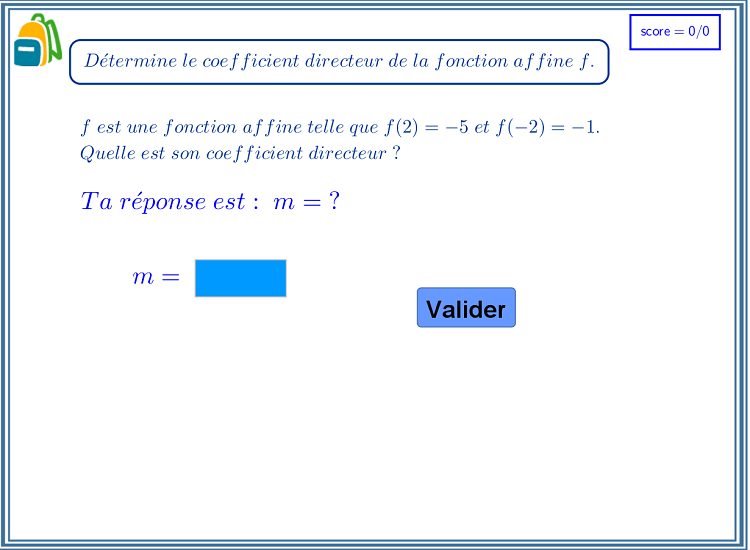 score = 0/0
Détermine le coefficient directeur de la fonction affine f.
f est une fonction affine telle que f(2) = −5 et f(−2) = −1.
Quelle est son coefficient directeur ?
Ta réponse est : m = ?
m =
Valider